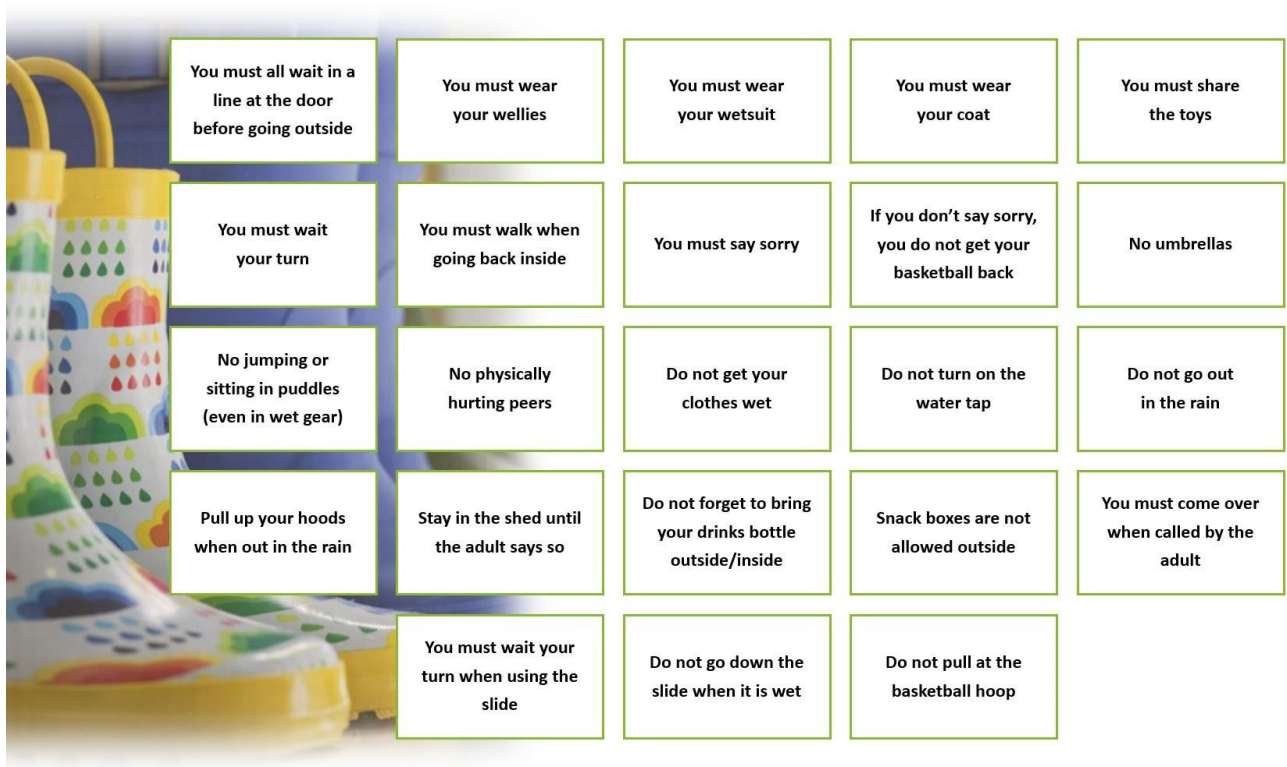 You must all wait in a
line at the door
before going outside
You must wear
your wellies
You must wear
your wetsuit
You must wear
your coat
You must share
the toys
You must wait
your turn
You must walk when
going back inside
You must say sorry
If you don’t say sorry,
you do not get your
basketball back
No umbrellas
No jumping or
sitting in puddles
(even in wet gear)
No physically
hurting peers
Do not get your
clothes wet
Do not turn on the
water tap
Do not go out
in the rain
Pull up your hoods
when out in the rain
Stay in the shed until
the adult says so
Do not forget to bring
your drinks bottle
outside/inside
Snack boxes are not
allowed outside
You must come over
when called by the
adult
You must wait your
turn when using the
slide
Do not go down the
slide when it is wet
Do not pull at the
basketball hoop